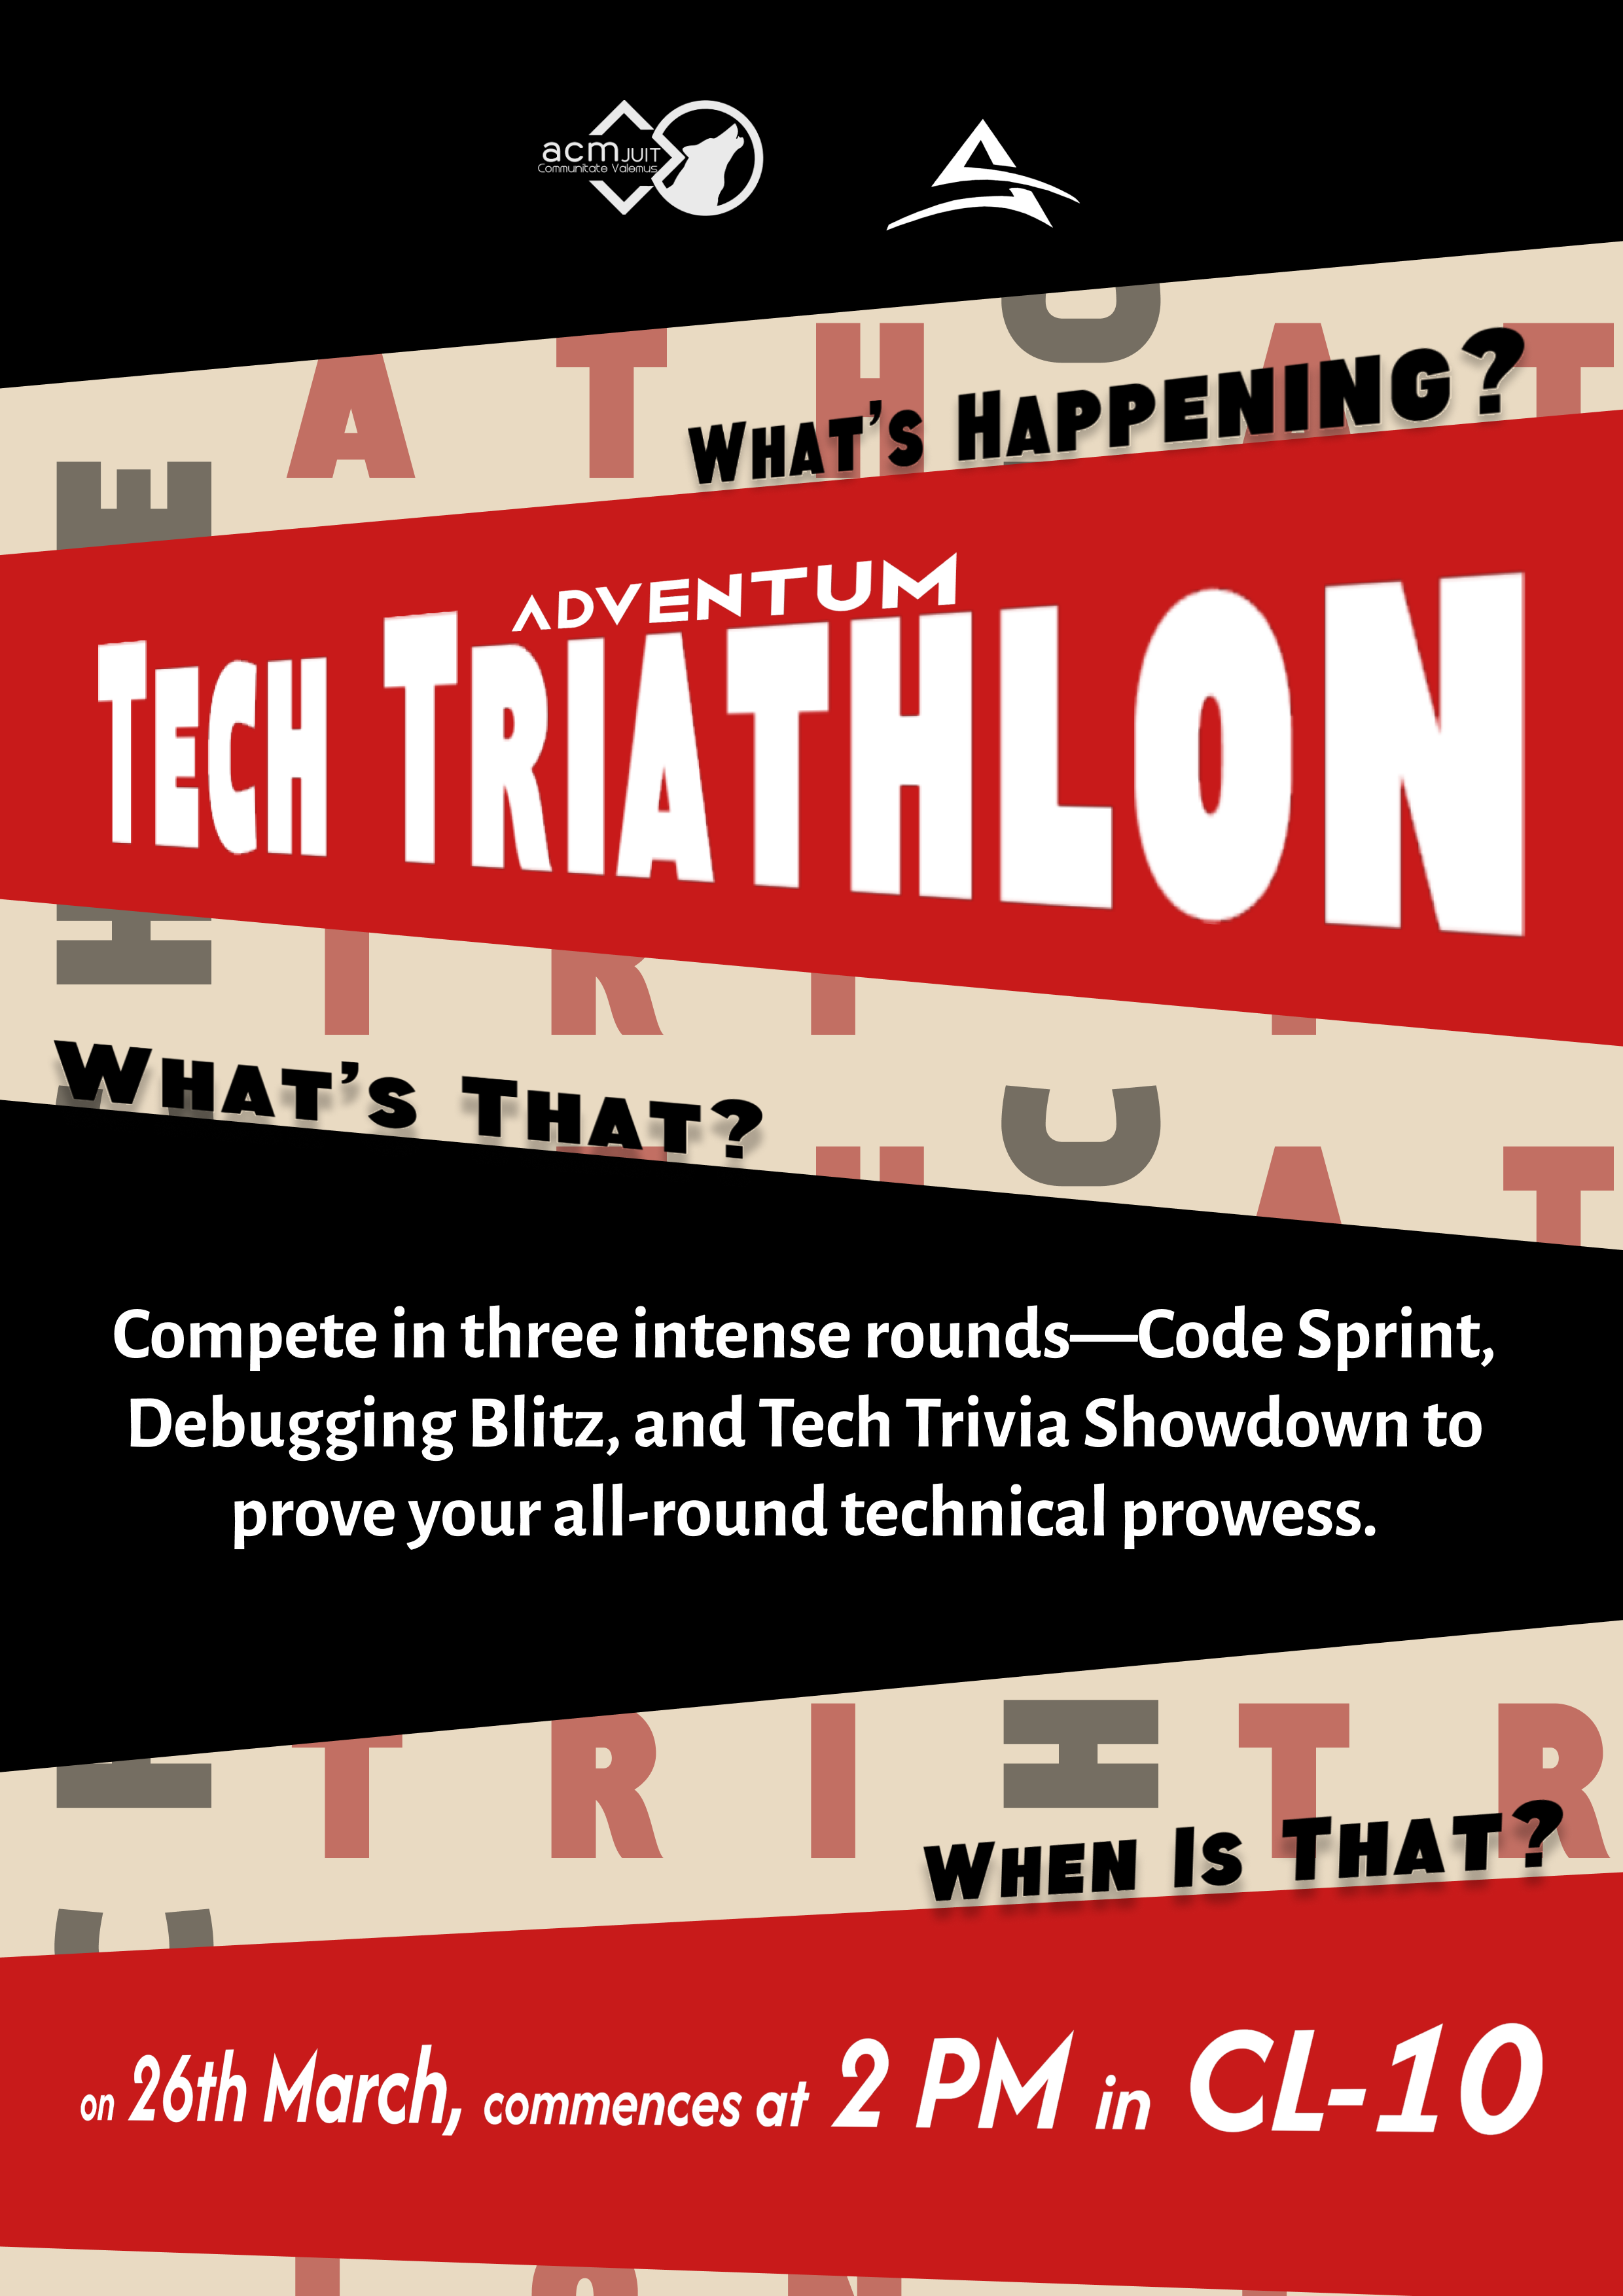 acm JUIT
Communitate Valemus
What's Happening?
ADVENTUM
Tech Triathlon
What's that?
Compete in three intense rounds—Code Sprint,
Debugging Blitz, and Tech Trivia Showdown to
prove your all-round technical prowess.
When Is That?
on 26th March, commences at 2 PM in CL-10